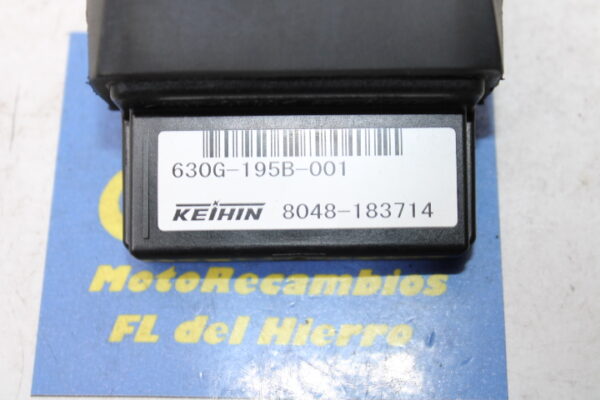 630G-195B-001
KEIHIN 8048-183714
MotoRecambios
FL del Hierro